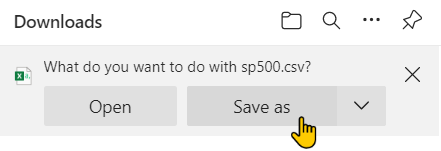 Downloads
What do you want to do with sp500.csv?
Open Save as